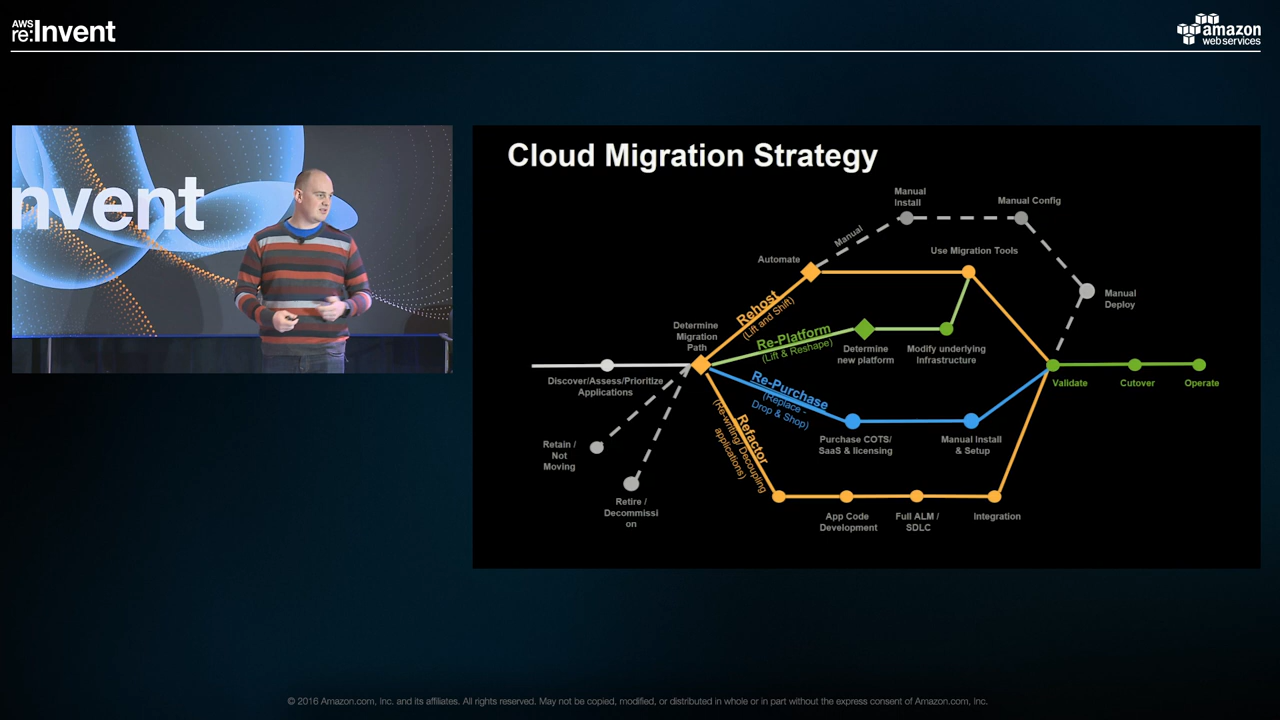 AWS
re:Invent
amazon
webservices
nvent
Cloud Migration Strategy
Manual
Install
Manual Config
Manual
Use Migration Tools
Automate
Manual
Deploy
Rehost
(Lift and Shift)
Determine
Migration
Path
Re-Platform
(Lift & Reshape)
Determine
new platform
Modify underlying
Infrastructure
Discover/Assess/Prioritize
Applications
Validate
Cutover
Operate
Re-Purchase
(Replace -
Drop & Shop)
Purchase COTS/
SaaS & licensing
Manual Install
& Setup
Refactor
(Re-writing/ Decoupling
applications)
Retain /
Not
Moving
Retire /
Decommissi
on
App Code
Development
Full ALM /
SDLC
Integration
© 2016 Amazon.com, Inc. and its affiliates. All rights reserved. May not be copied, modified, or distributed in whole or in part without the express consent of Amazon.com, Inc.